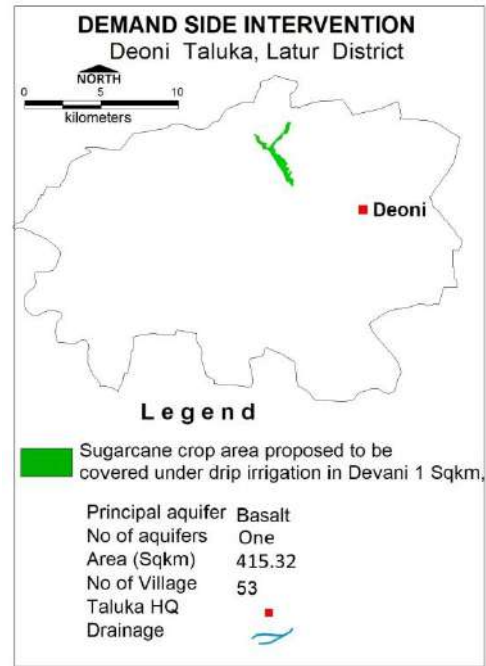 DEMAND SIDE INTERVENTION
Deoni Taluka, Latur District
NORTH
0 5 10
kilometers
Deoni
Legend
Sugarcane crop area proposed to be
covered under drip irrigation in Devani 1 Sqkm,
Principal aquifer Basalt
No of aquifers One
Area (Sqkm) 415.32
No of Village 53
Taluka HQ
Drainage